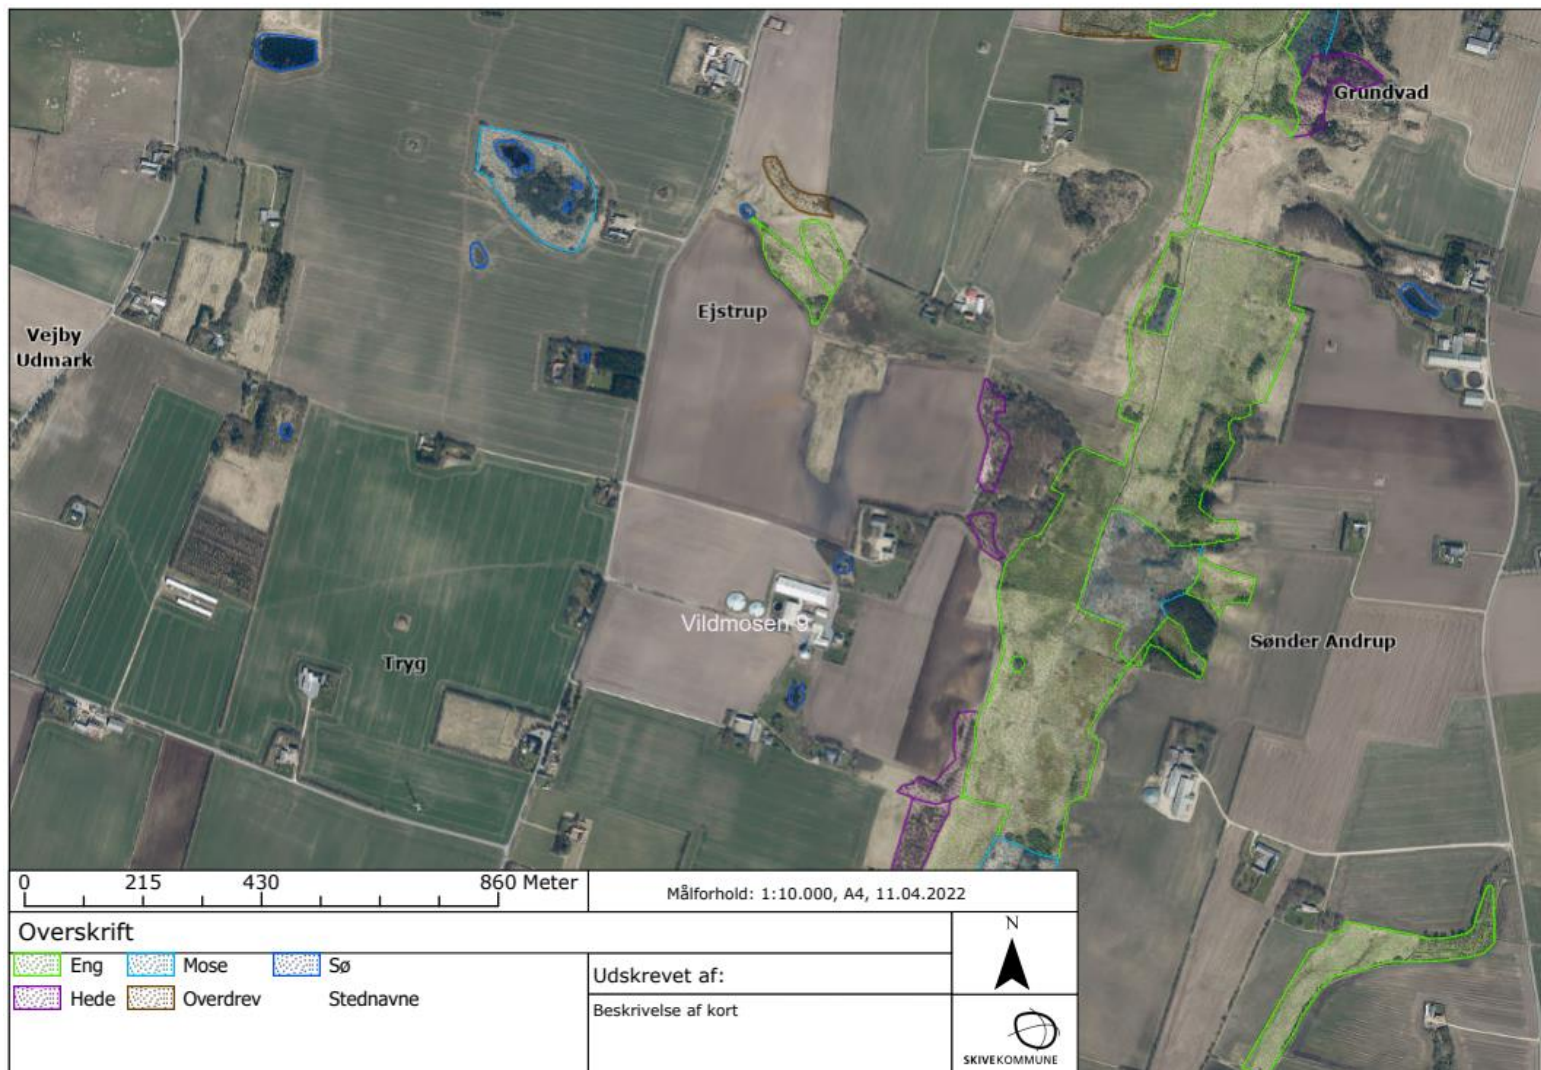 Grundvad
Ejstrup
Vejby
Udmark
Vildmosen 9
Tryg
Sønder Andrup
0 215 430 860 Meter
Målforhold: 1:10.000, A4, 11.04.2022
Overskrift
N
Eng Mose Sø
Hede Overdrev Stednavne
Udskrevet af:
Beskrivelse af kort
SKIVEKOMMUNE